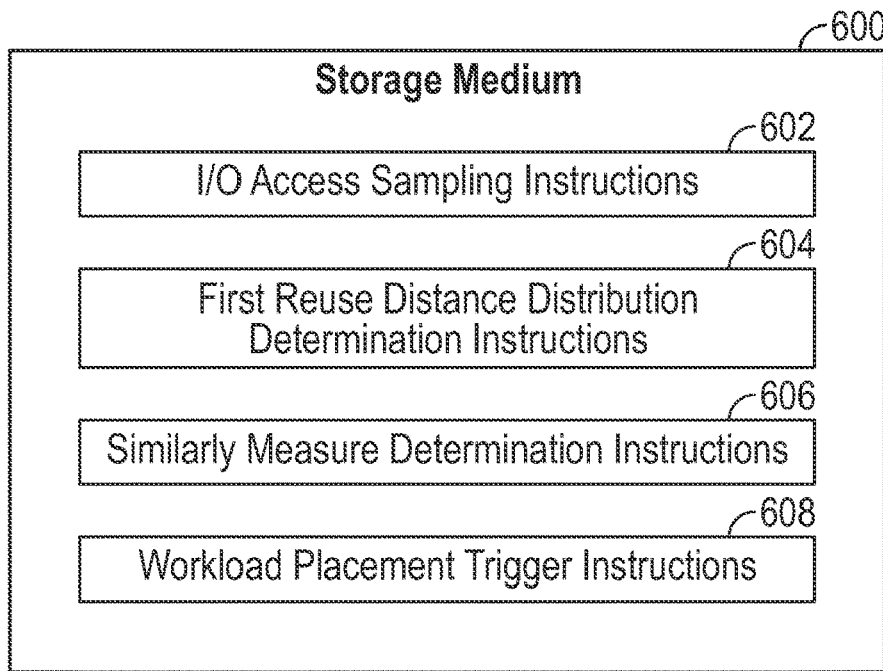 600
Storage Medium
602
I/O Access Sampling Instructions
604
First Reuse Distance Distribution
Determination Instructions
606
Similarly Measure Determination Instructions
608
Workload Placement Trigger Instructions